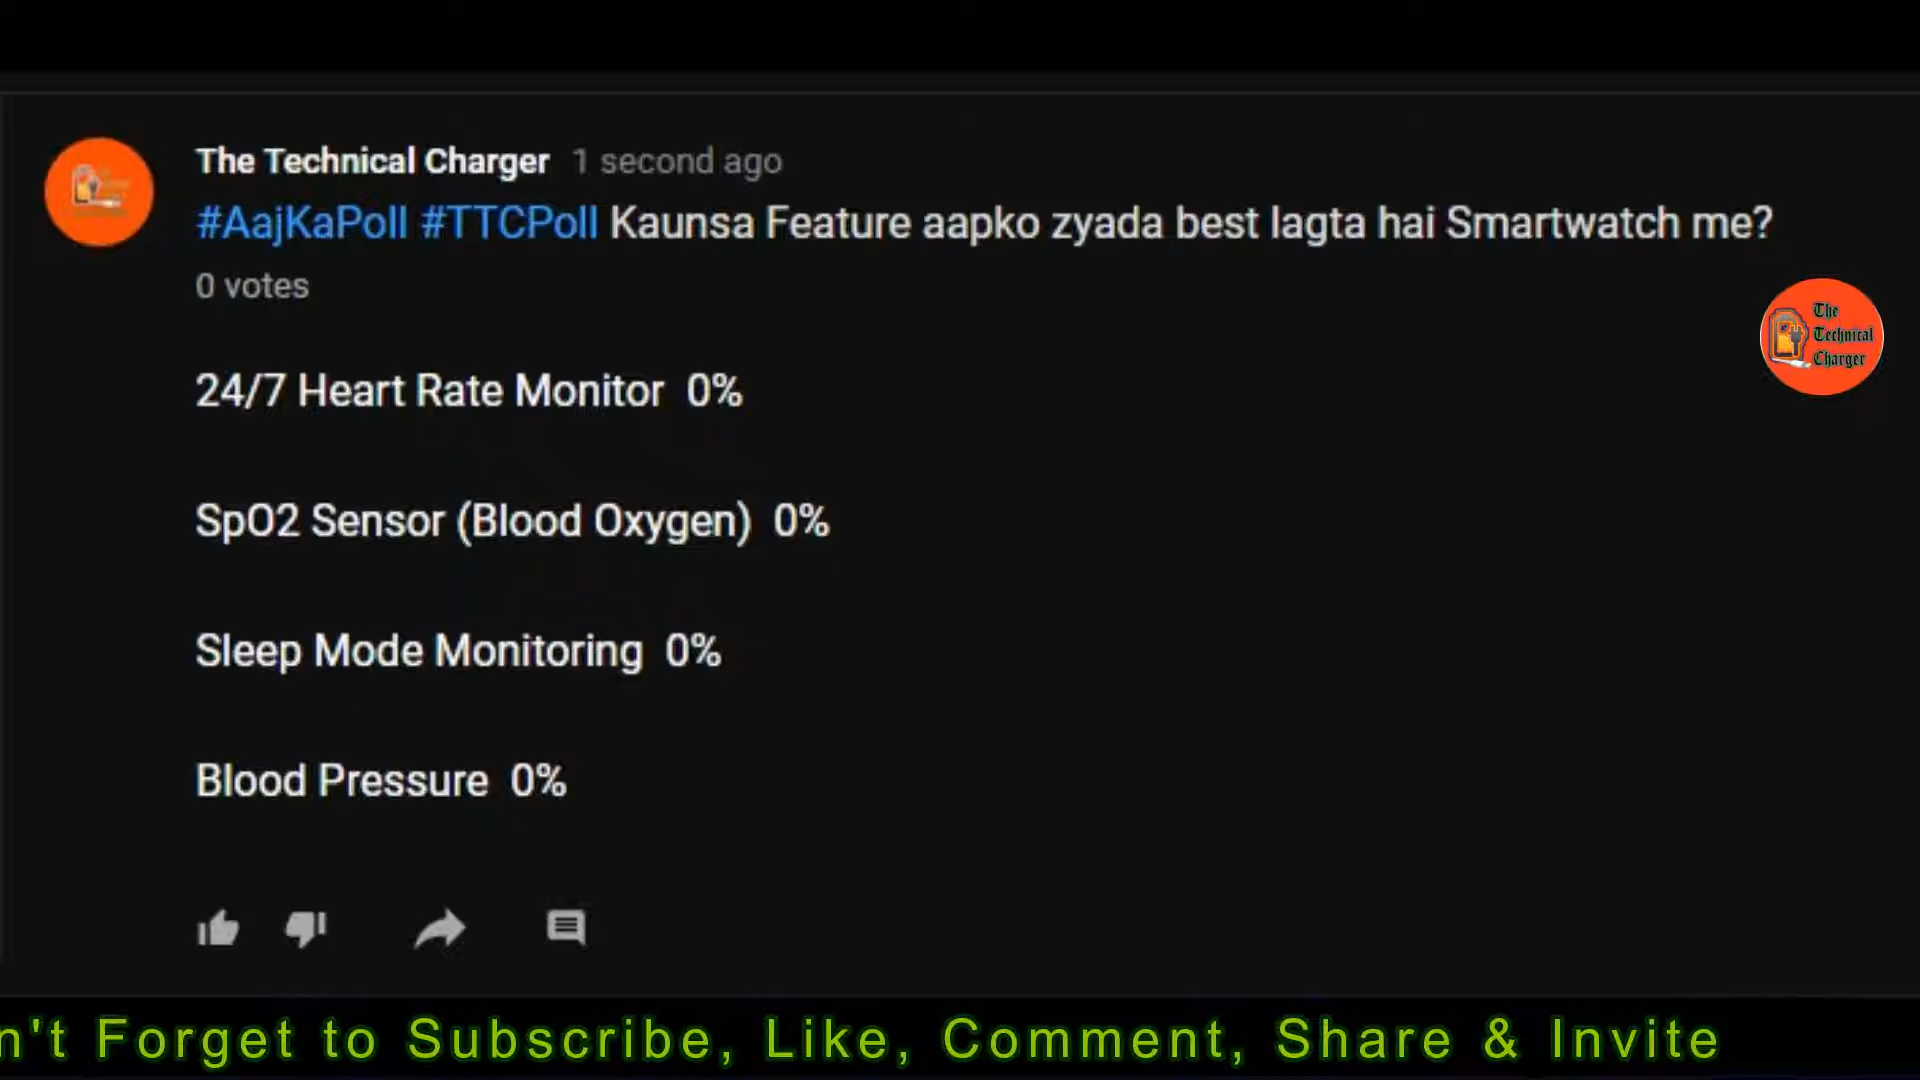 The Technical Charger 1 second ago
#AajKaPoll #TTCPoll Kaunsa Feature aapko zyada best lagta hai Smartwatch me?
0 votes
The
Technical
Charger
24/7 Heart Rate Monitor 0%
SpO2 Sensor (Blood Oxygen) 0%
Sleep Mode Monitoring 0%
Blood Pressure 0%
n't Forget to Subscribe, Like, Comment, Share & Invite